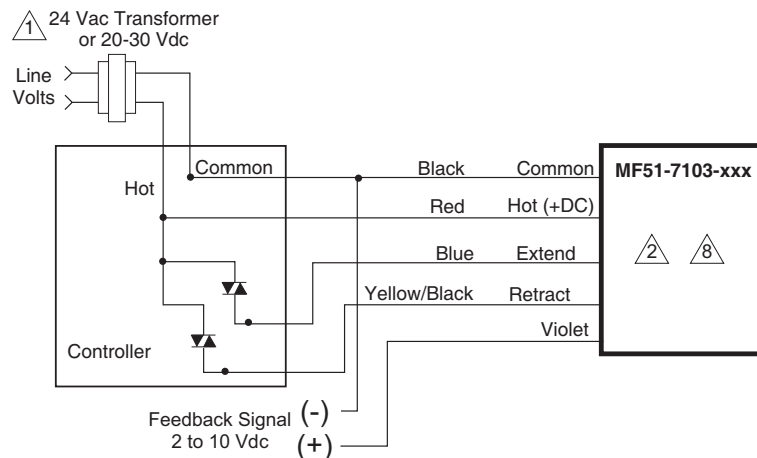 1 24 Vac Transformer
or 20-30 Vdc
Line
Volts
Common
Hot
Controller
Black
Common
Red
Hot (+DC)
Blue
Extend
Yellow/Black
Retract
Violet
MF51-7103-xxx
2 8
Feedback Signal (-)
2 to 10 Vdc (+)